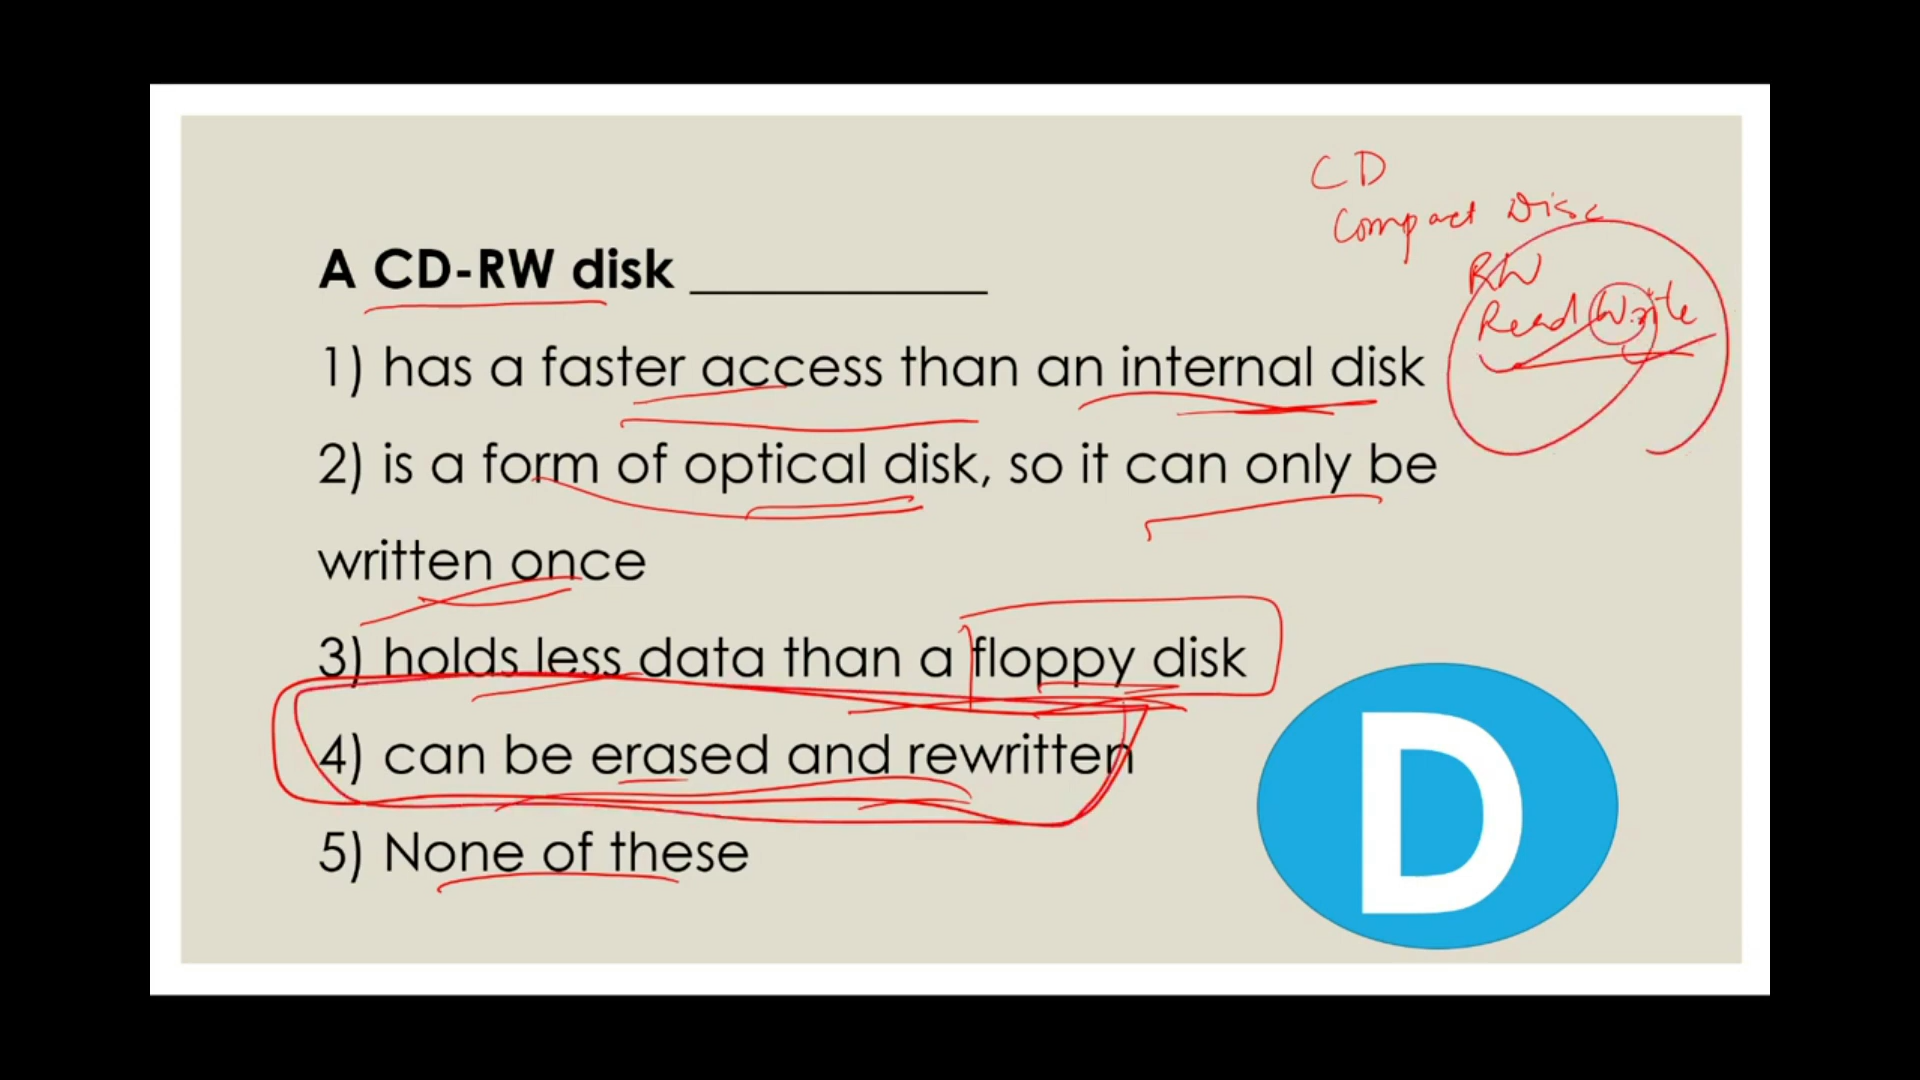 CD
Compact Disc
RW
Read Write
A CD-RW disk ___________
1) has a faster access than an internal disk
2) is a form of optical disk, so it can only be
written once
3) holds less data than a floppy disk
4) can be erased and rewritten
5) None of these
D